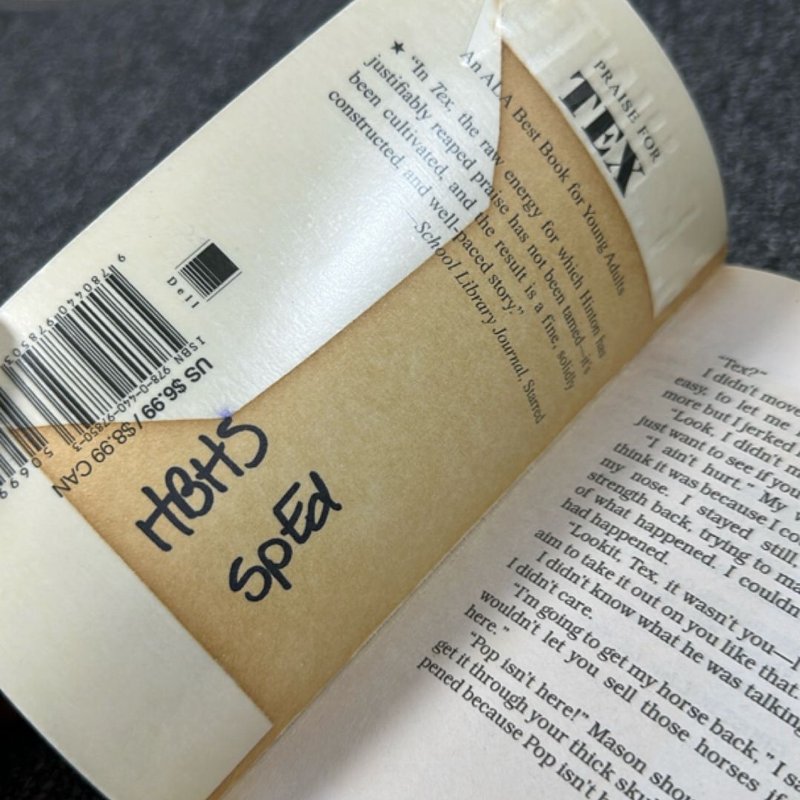 PRAISE FOR
TEX
An ALA Best Book for Young Adults
★ "In Tex, the raw energy for which Hinton has
justifiably reaped praise has not been tamed—it's
been cultivated, and the result is a fine, solidly
constructed, and well-paced story."
—School Library Journal, Starred
Dell
9 780440 978503
ISBN 978-0-440-97850-3
US $6.99 / $8.99 CAN
50699
HBHS
SpEd
"Tex?"
I didn't move
easy, to let me
more but I jerked
"Look, I didn't m
just want to see if you
"I ain't hurt." My v
think it was because I co
my nose. I stayed still,
strength back, trying to ma
of what happened. I couldn
had happened.
"Lookit, Tex, it wasn't you—I
aim to take it out on you like that.
I didn't know what he was talking
I didn't care.
"I'm going to get my horse back," I s
wouldn't let you sell those horses if
here."
"Pop isn't here!" Mason shou
get it through your thick sku
pened because Pop isn't h